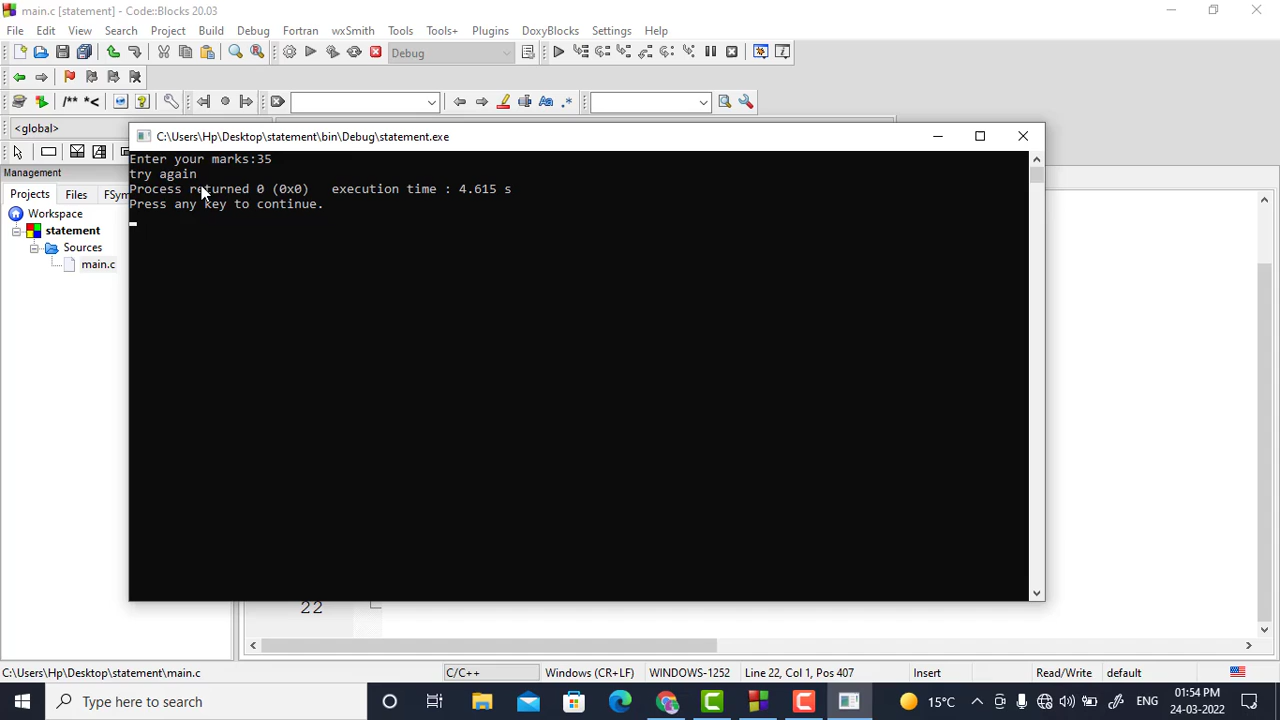 main.c [statement] - Code::Blocks 20.03
File Edit View Search Project Build Debug Fortran wxSmith Tools Tools+ Plugins DoxyBlocks Settings Help
Debug
/** *<
Aa .*
<global>
C:\Users\Hp\Desktop\statement\bin\Debug\statement.exe
Management
Projects Files FSym
Workspace
statement
Sources
main.c
Enter your marks:35
try again
Process returned 0 (0x0) execution time : 4.615 s
Press any key to continue.
22
C:\Users\Hp\Desktop\statement\main.c C/C++ Windows (CR+LF) WINDOWS-1252 Line 22, Col 1, Pos 407 Insert Read/Write default
Type here to search
15°C ENG 01:54 PM
24-03-2022